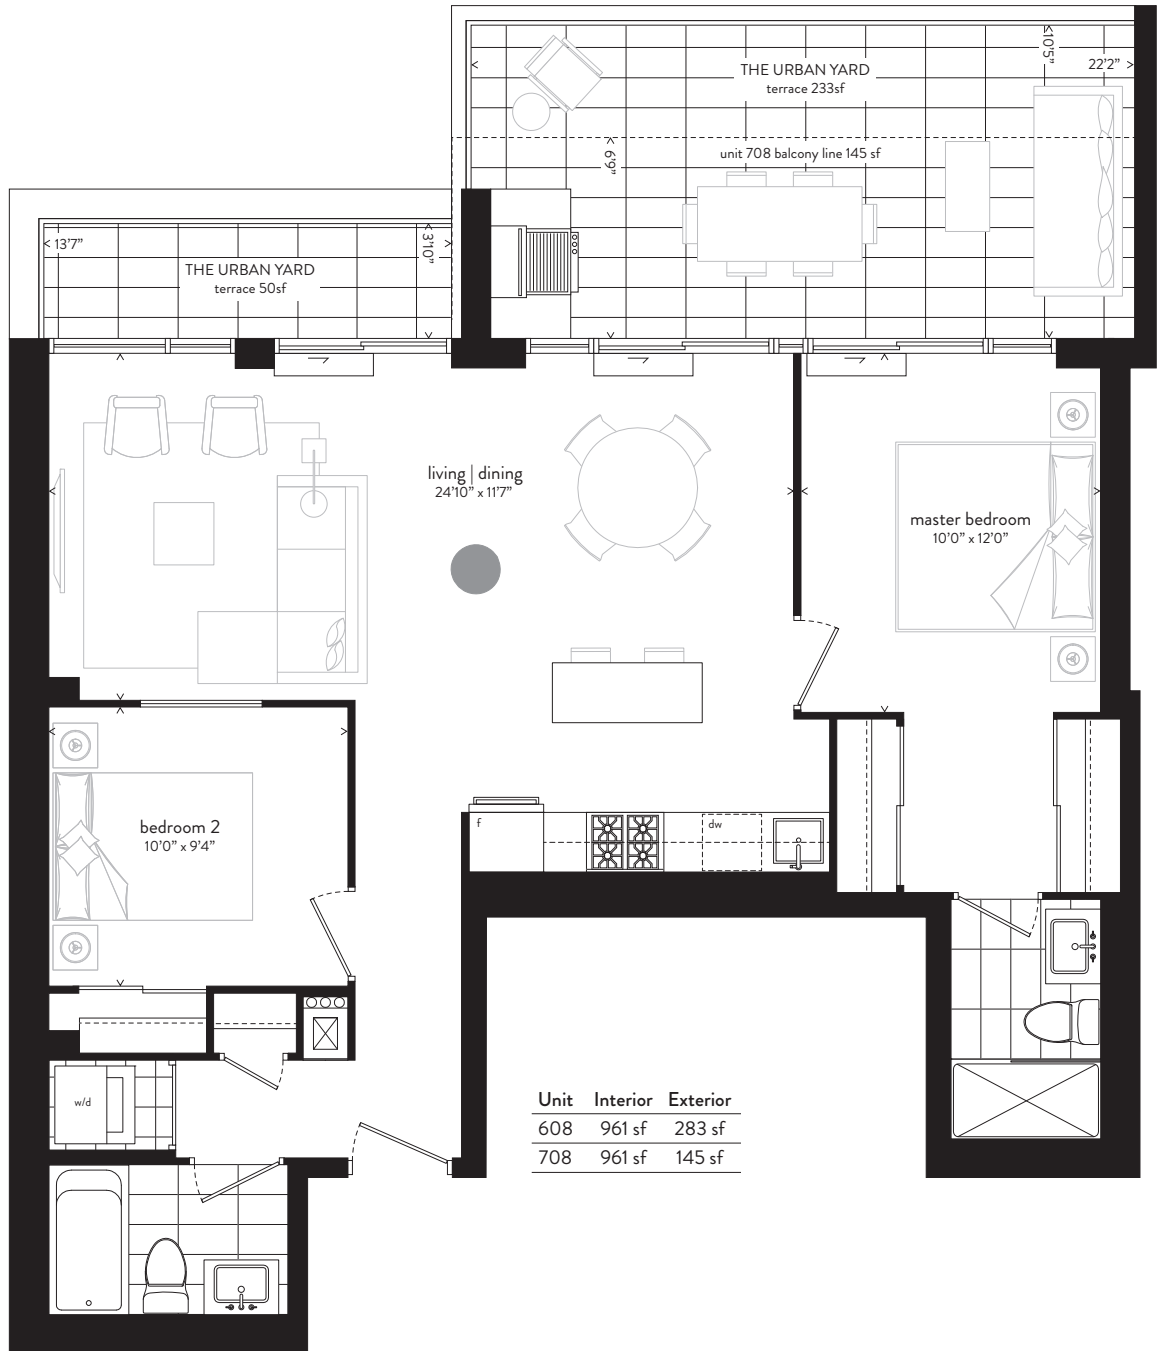 10'5"
22'2"
THE URBAN YARD
terrace 233sf
6'9"
unit 708 balcony line 145 sf
13'7"
3'10"
THE URBAN YARD
terrace 50sf
living | dining
24'10" x 11'7"
master bedroom
10'0" x 12'0"
bedroom 2
10'0" x 9'4"
f
dw
w/d
Unit Interior Exterior
608 961 sf 283 sf
708 961 sf 145 sf